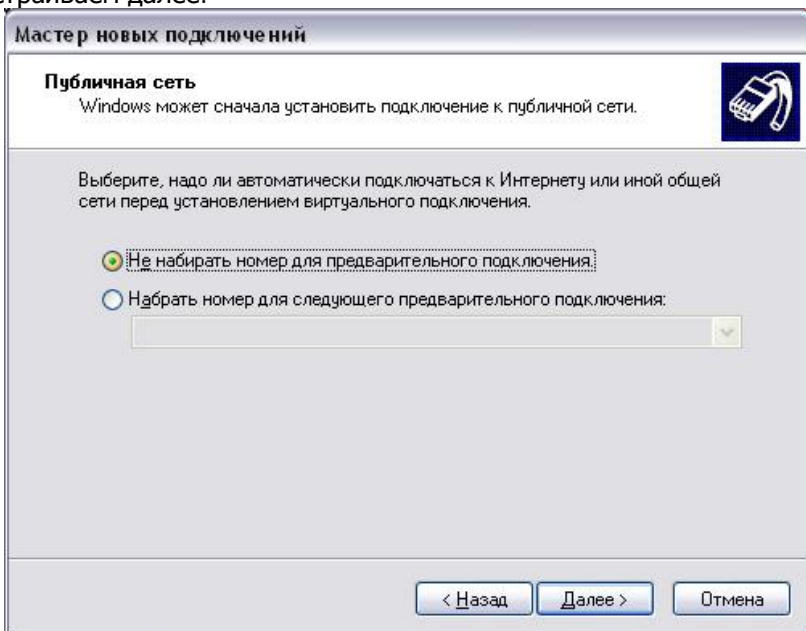 страиваем далее.
Мастер новых подключений
Публичная сеть
Windows может сначала установить подключение к публичной сети.
Выберите, надо ли автоматически подключаться к Интернету или иной общей
сети перед установлением виртуального подключения.
Не набирать номер для предварительного подключения.
Набрать номер для следующего предварительного подключения:
< Назад Далее > Отмена